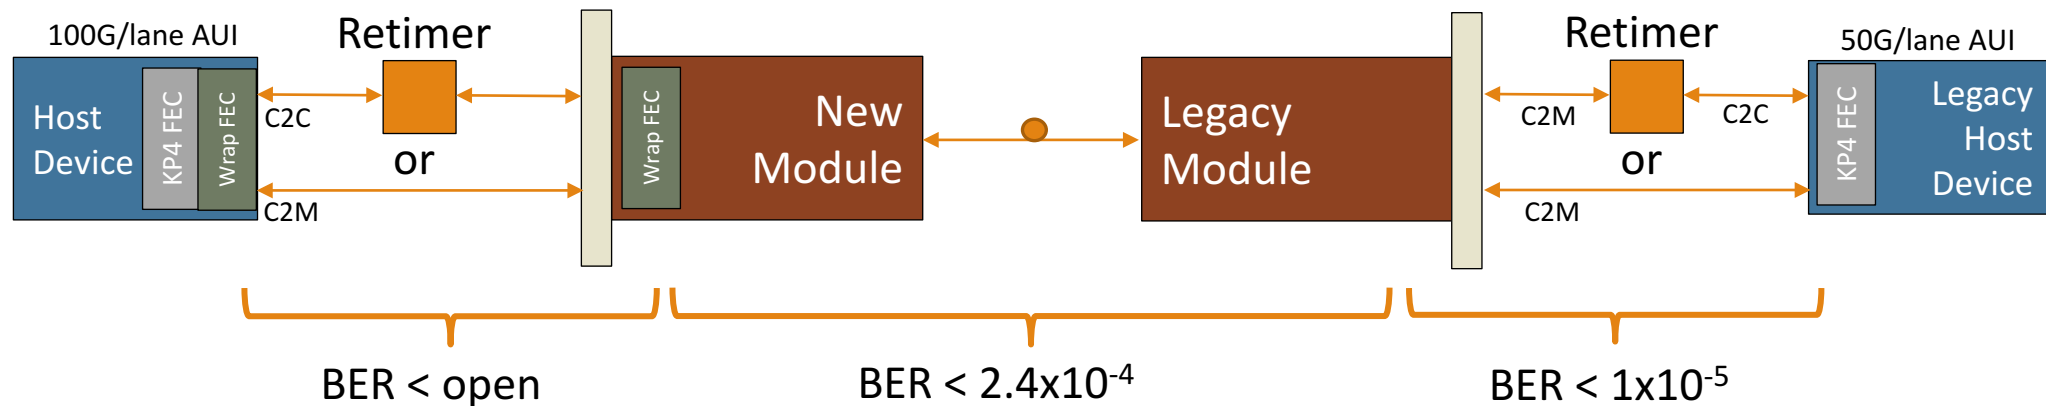 100G/lane AUI
Retimer
Host
Device
KP4 FEC
Wrap FEC
C2C
or
C2M
Wrap FEC
New
Module
Legacy
Module
Retimer
50G/lane AUI
C2M
C2C
or
C2M
KP4 FEC
Legacy
Host
Device
BER < open
BER < 2.4x10⁻⁴
BER < 1x10⁻⁵